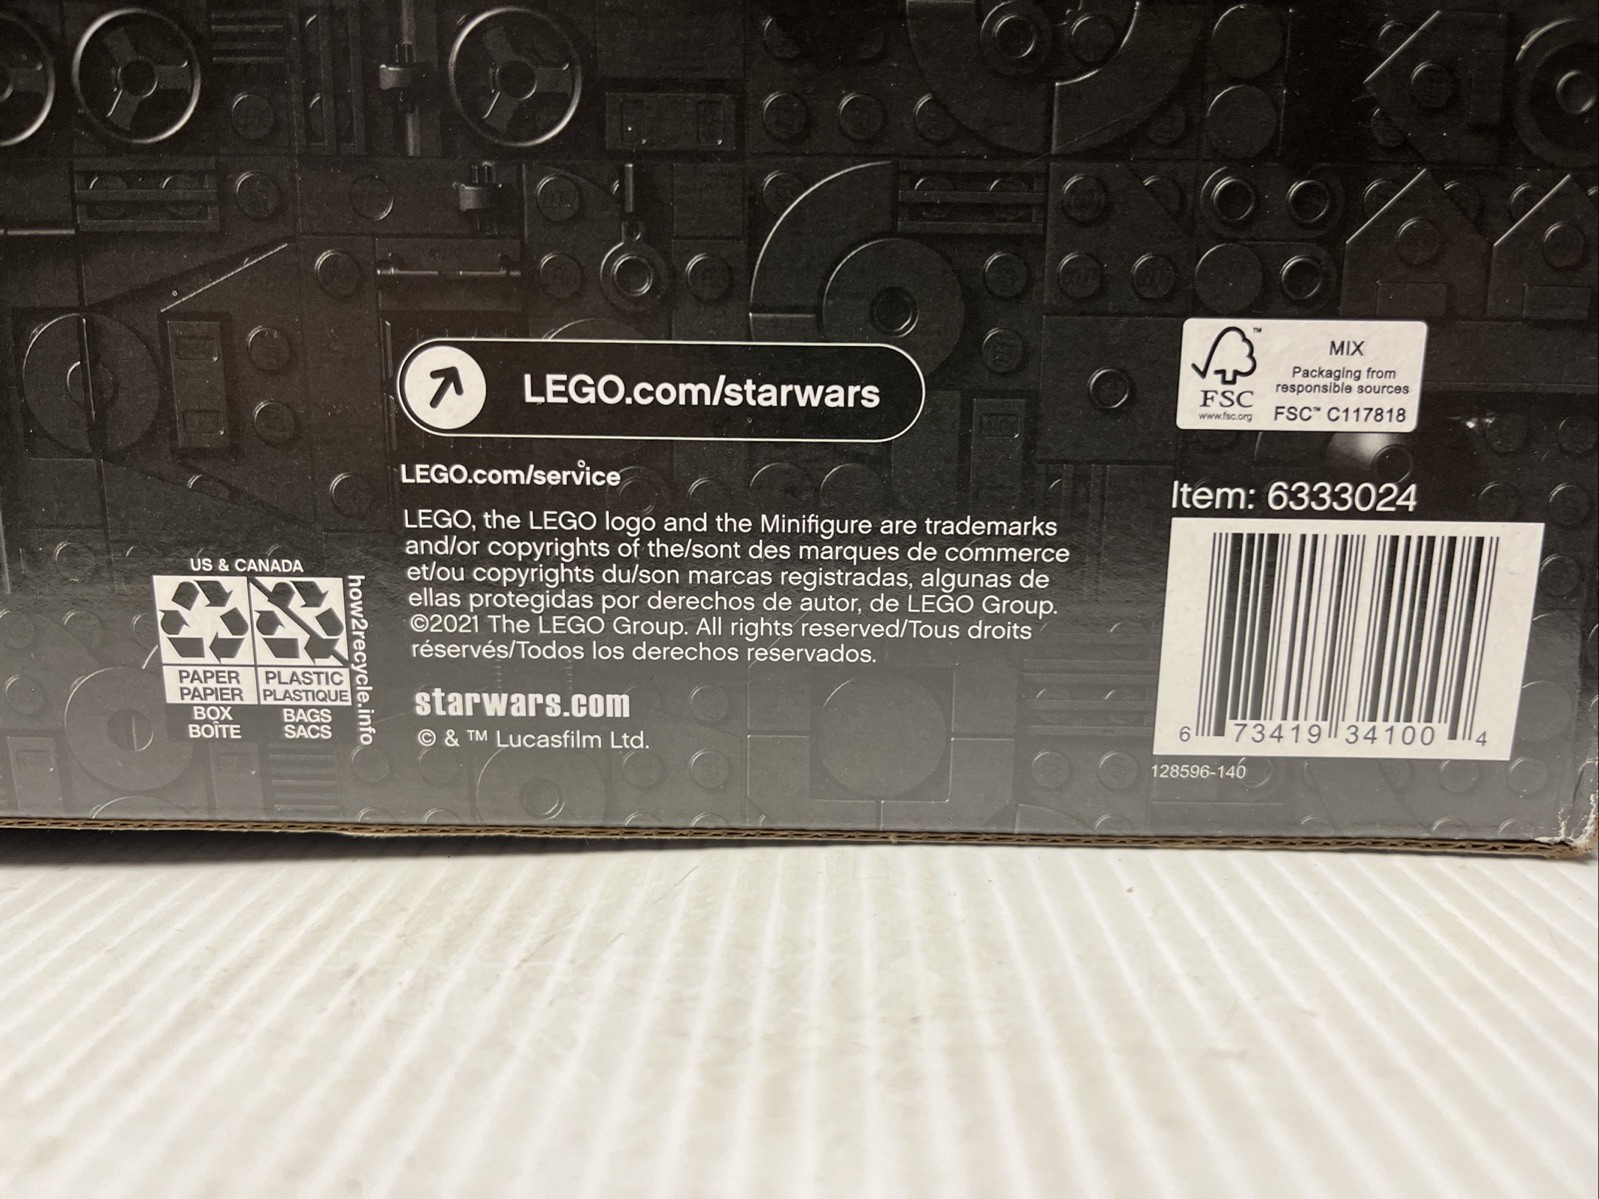 LEGO.com/starwars
LEGO.com/service
LEGO, the LEGO logo and the Minifigure are trademarks
and/or copyrights of the/sont des marques de commerce
et/ou copyrights du/son marcas registradas, algunas de
ellas protegidas por derechos de autor, de LEGO Group.
©2021 The LEGO Group. All rights reserved/Tous droits
réservés/Todos los derechos reservados.
starwars.com
© & ™ Lucasfilm Ltd.
US & CANADA
PAPER
PAPIER
BOX
BOÎTE
PLASTIC
PLASTIQUE
BAGS
SACS
how2recycle.info
FSC
™
www.fsc.org
MIX
Packaging from
responsible sources
FSC™ C117818
Item: 6333024
6 73419 34100 4
128596-140